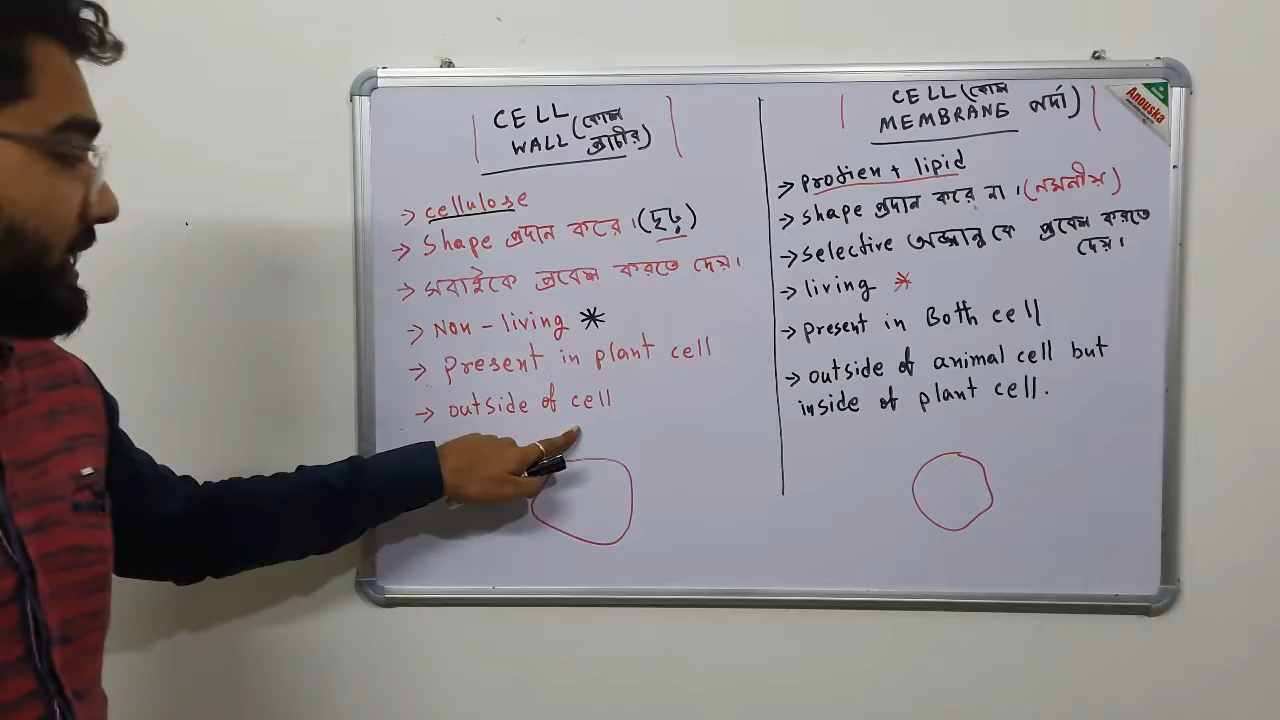 CELL
WALL (কোষ
প্রাচীর)
→ cellulose
→ shape প্রদান করে। (দৃঢ়)
→ সবাইকে প্রবেশ করতে দেয়।
→ Non-living *
→ Present in plant cell
→ outside of cell
CELL (কোষ
MEMBRANE পর্দা)
→ protien + lipid
→ shape প্রদান করে না। (নমনীয়)
→ selective অনুকে প্রবেশ করতে
দেয়।
→ living *
→ present in Both cell
→ outside of animal cell but
inside of plant cell.
Anouska